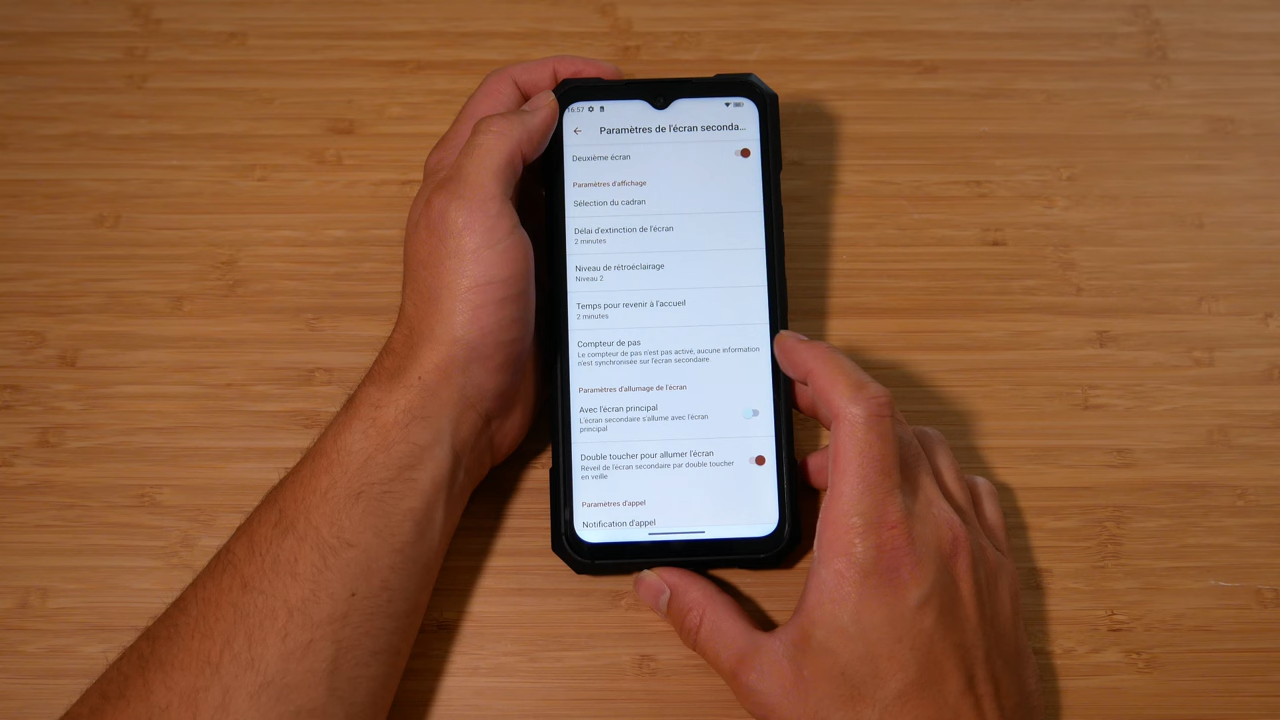 16:57
Paramètres de l'écran seconda...
Deuxième écran
Paramètres d'affichage
Sélection du cadran
Délai d'extinction de l'écran
2 minutes
Niveau de rétroéclairage
Niveau 2
Temps pour revenir à l'accueil
2 minutes
Compteur de pas
Le compteur de pas n'est pas activé, aucune information
n'est synchronisée sur l'écran secondaire
Paramètres d'allumage de l'écran
Avec l'écran principal
L'écran secondaire s'allume avec l'écran
principal
Double toucher pour allumer l'écran
Réveil de l'écran secondaire par double toucher
en veille
Paramètres d'appel
Notification d'appel